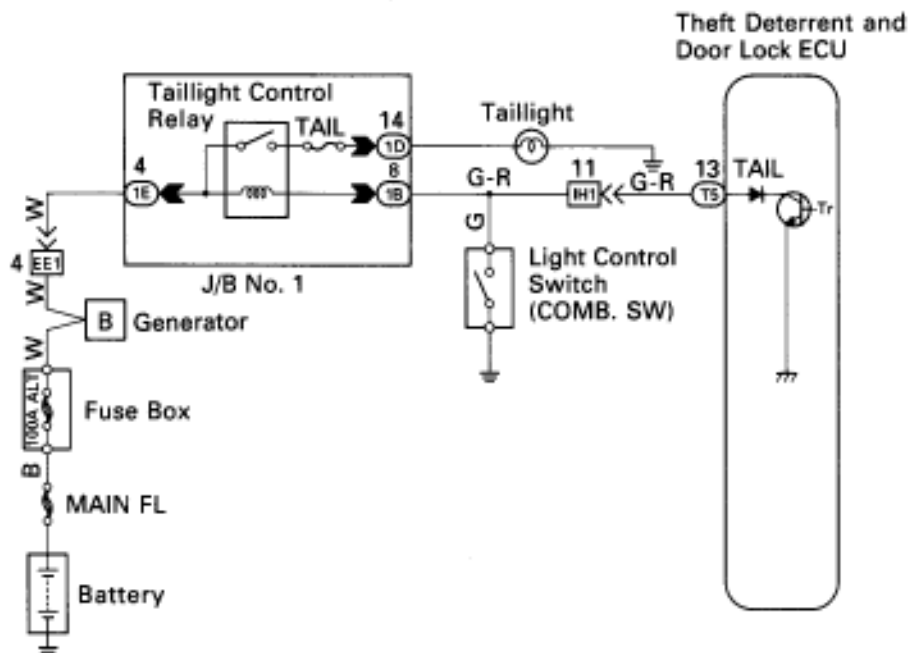 Theft Deterrent and
Door Lock ECU
Taillight Control
Relay
TAIL
14
1D
Taillight
4
1E
8
1B
G-R
11
IH1
G-R
13
T5
TAIL
Tr
W
4
EE1
W
J/B No. 1
G
Light Control
Switch
(COMB. SW)
B
Generator
W
100A ALT
Fuse Box
B
MAIN FL
Battery